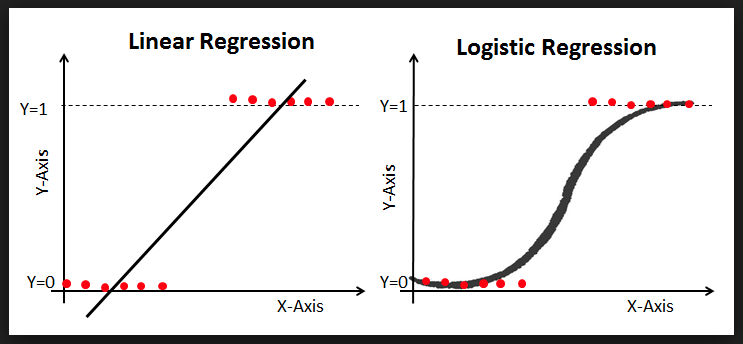 Linear Regression
Y=1
Y-Axis
Y=0
X-Axis
Logistic Regression
Y=1
Y-Axis
Y=0
X-Axis